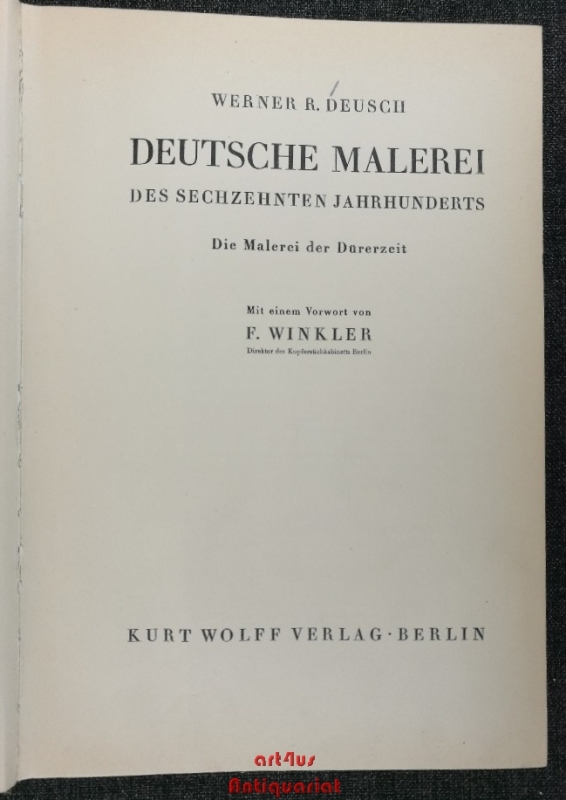 WERNER R. DEUSCH
DEUTSCHE MALEREI
DES SECHZEHNTEN JAHRHUNDERTS
Die Malerei der Dürerzeit
Mit einem Vorwort von
F. WINKLER
Direktor des Kupferstichkabinetts Berlin
KURT WOLFF VERLAG · BERLIN
art4us
Antiquariat